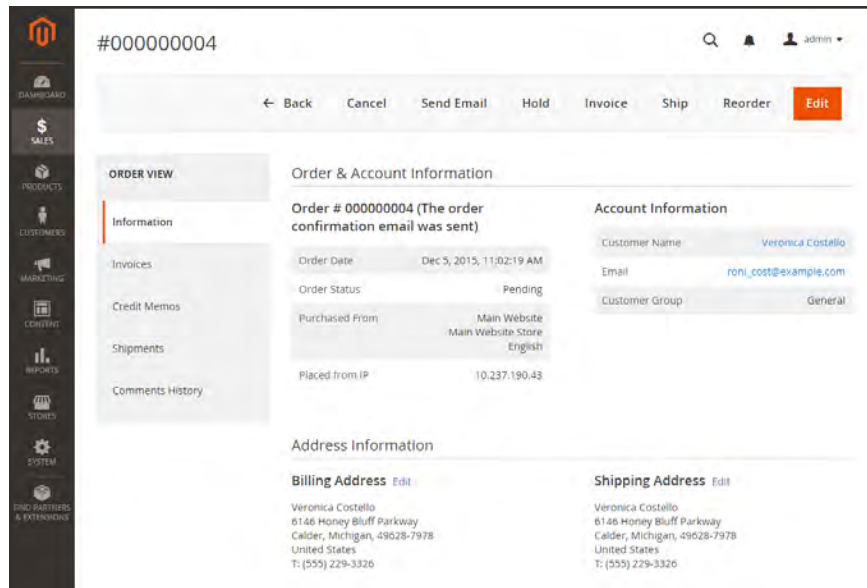 #000000004
admin
DASHBOARD
SALES
PRODUCTS
CUSTOMERS
MARKETING
CONTENT
REPORTS
STORES
SYSTEM
FIND PARTNERS
& EXTENSIONS
← Back Cancel Send Email Hold Invoice Ship Reorder Edit
ORDER VIEW
Information
Invoices
Credit Memos
Shipments
Comments History
Order & Account Information
Order # 000000004 (The order
confirmation email was sent)
Order Date Dec 5, 2015, 11:02:19 AM
Order Status Pending
Purchased From Main Website
Main Website Store
English
Placed from IP 10.237.190.43
Account Information
Customer Name Veronica Costello
Email roni_cost@example.com
Customer Group General
Address Information
Billing Address Edit
Veronica Costello
6146 Honey Bluff Parkway
Calder, Michigan, 49628-7978
United States
T: (555) 229-3326
Shipping Address Edit
Veronica Costello
6146 Honey Bluff Parkway
Calder, Michigan, 49628-7978
United States
T: (555) 229-3326